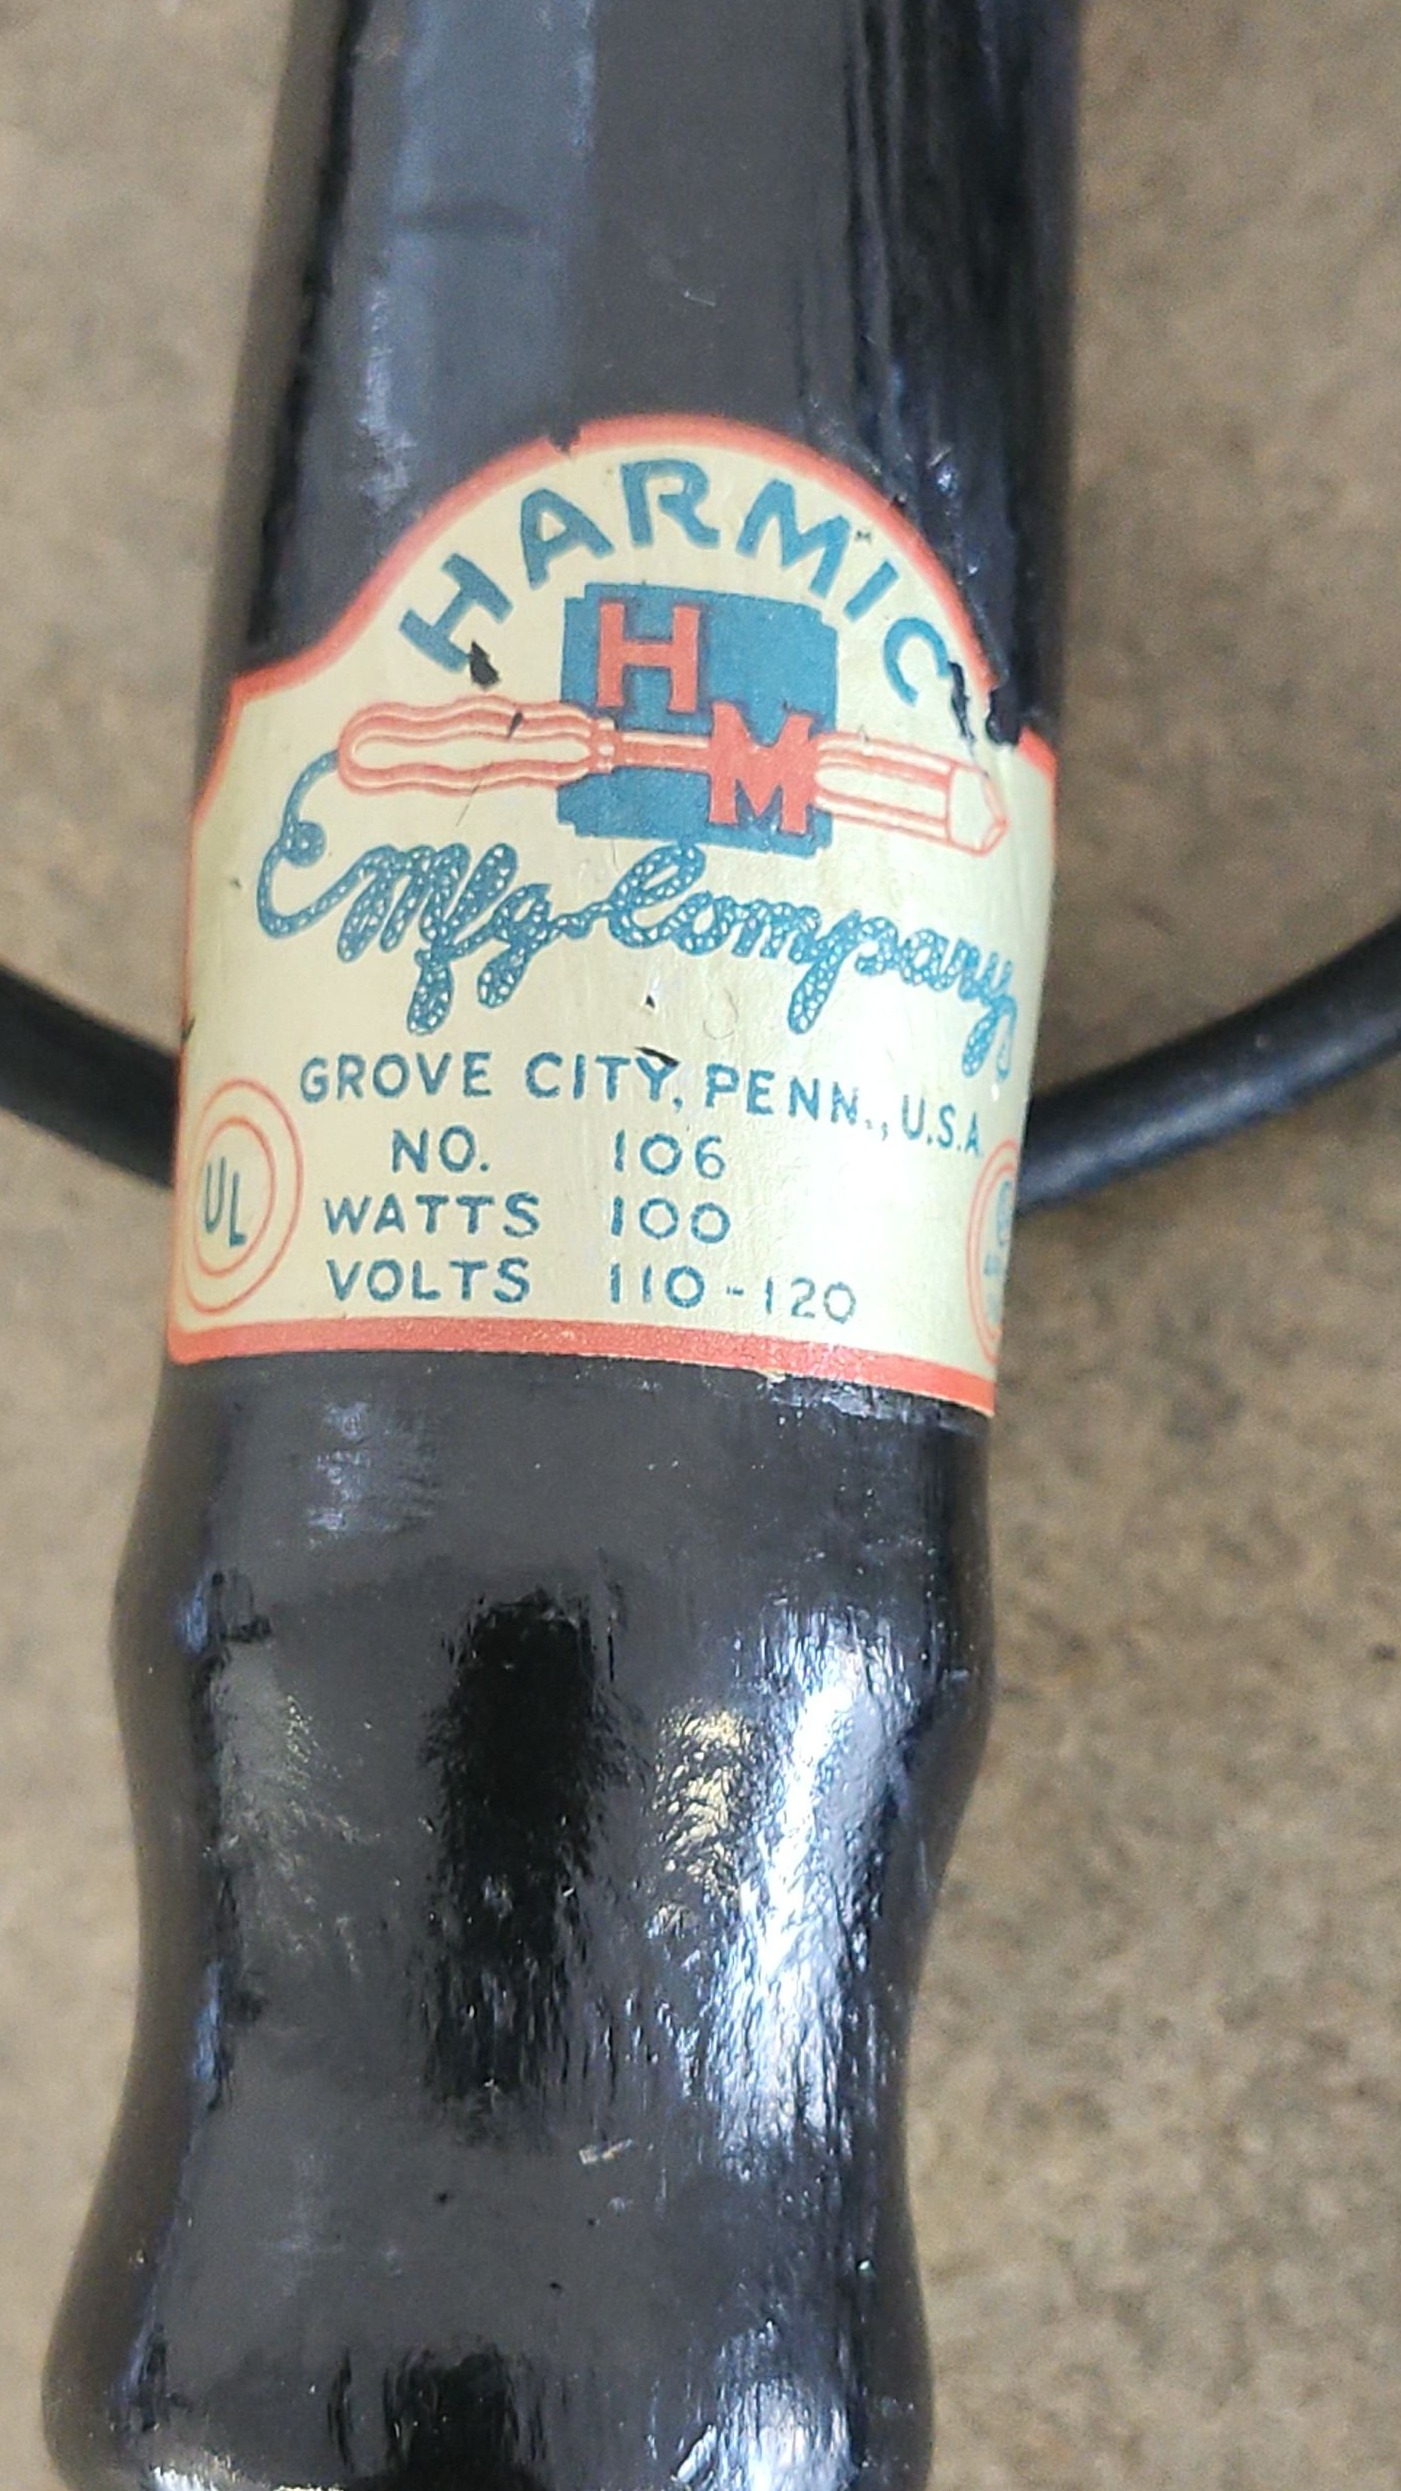 HARMIC
H
M
Mfg Company
GROVE CITY, PENN., U.S.A.
NO. 106
UL
WATTS 100
VOLTS 110-120